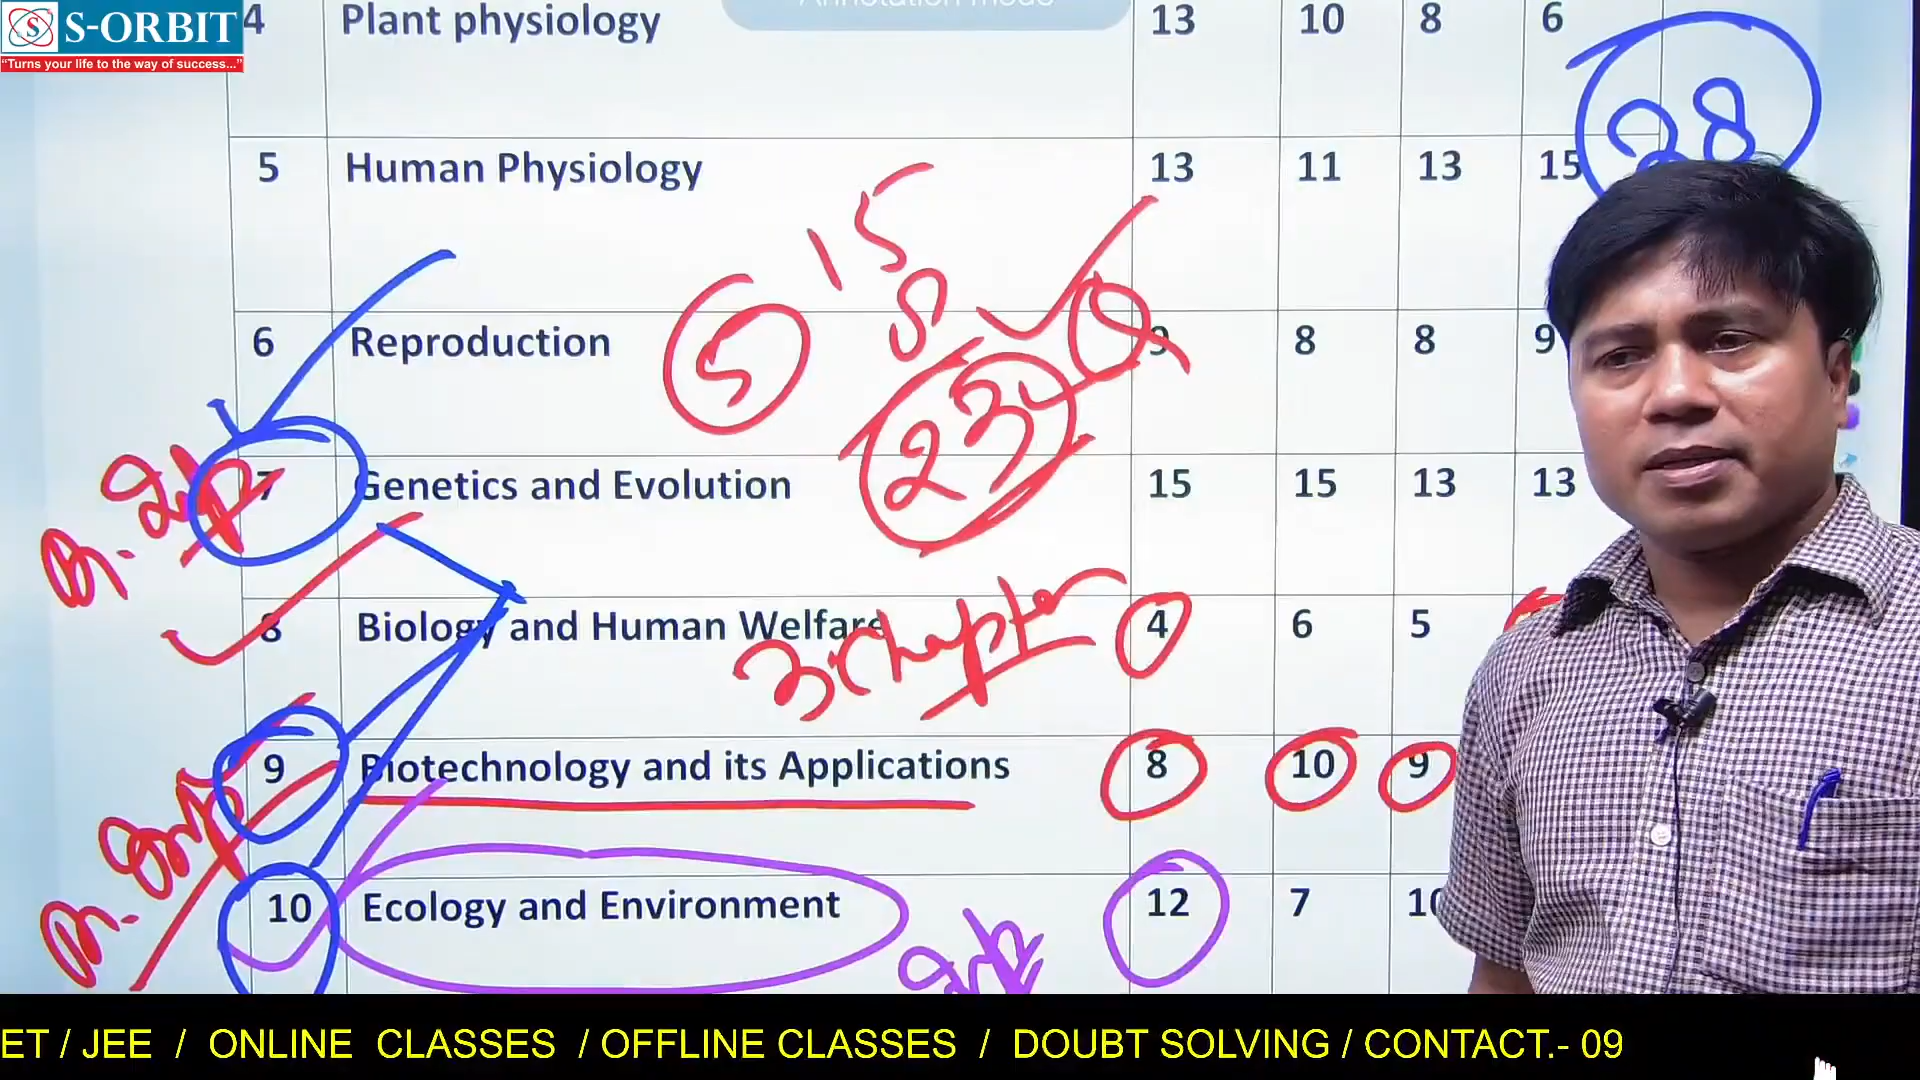 S S-ORBIT
"Turns your life to the way of success..."
4 Plant physiology 13 10 8 6
28
5 Human Physiology 13 11 13 15
15
8
5
6 Reproduction 9 8 8 9
23
7 Genetics and Evolution 15 15 13 13
8 Biology and Human Welfare 4 6 5
3 Chapter
9 Biotechnology and its Applications 8 10 9
10 Ecology and Environment 12 7 10
Imp
ET / JEE / ONLINE CLASSES / OFFLINE CLASSES / DOUBT SOLVING / CONTACT.- 09